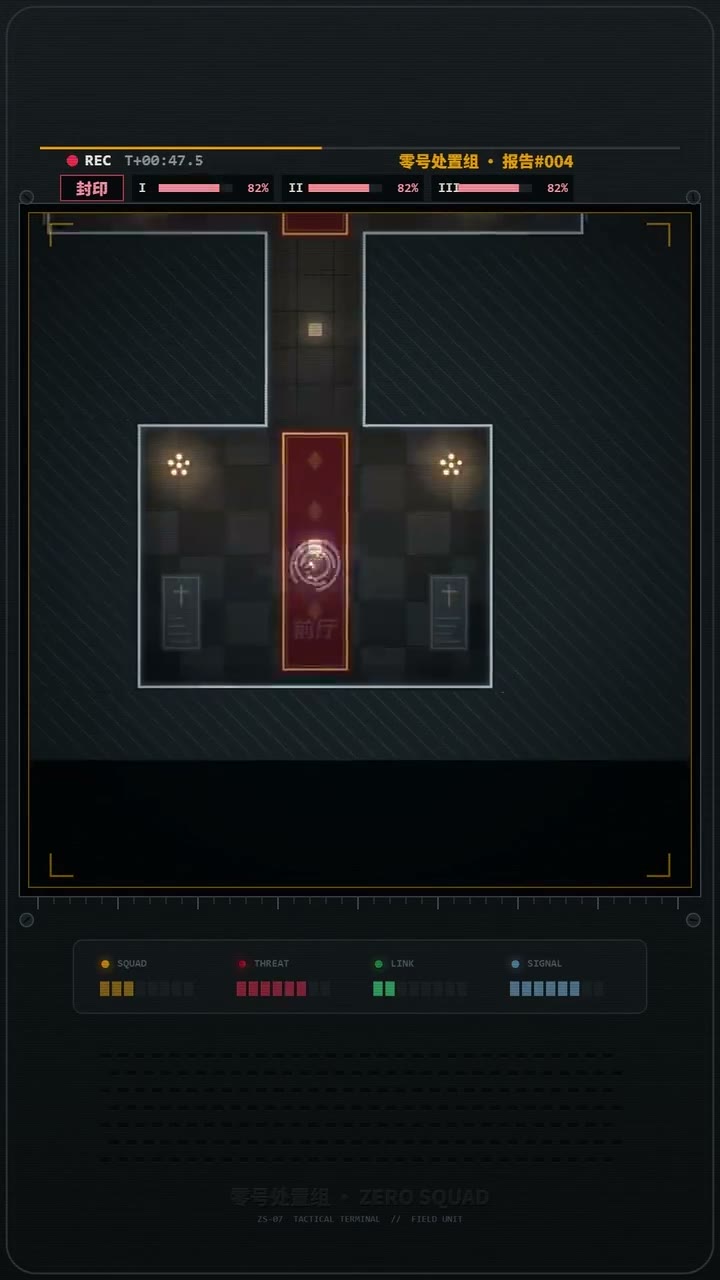 REC T+00:47.5 零号处置组 · 报告#004
封印 I 82% II 82% III 82%
前厅
SQUAD THREAT LINK SIGNAL
零号处置组 · ZERO SQUAD
ZS-07 TACTICAL TERMINAL // FIELD UNIT